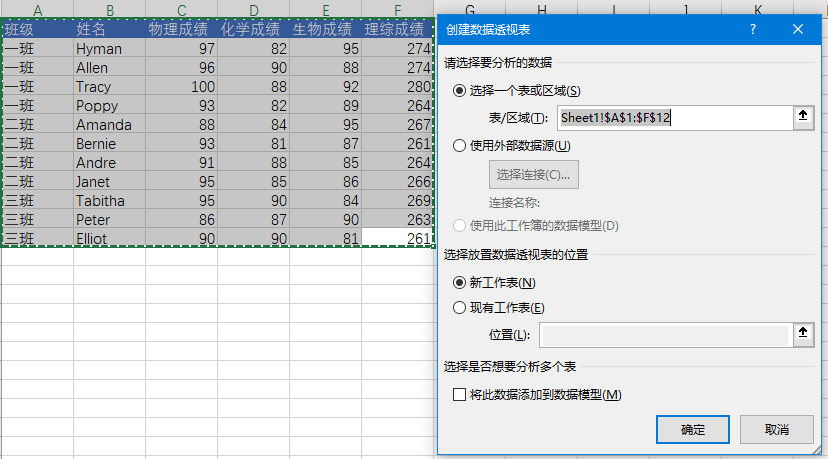 A B C D E F G H I J K
班级 姓名 物理成绩 化学成绩 生物成绩 理综成绩
一班 Hyman 97 82 95 274
一班 Allen 96 90 88 274
一班 Tracy 100 88 92 280
一班 Poppy 93 82 89 264
二班 Amanda 88 84 95 267
二班 Bernie 93 81 87 261
二班 Andre 91 88 85 264
二班 Janet 95 85 86 266
三班 Tabitha 95 90 84 269
三班 Peter 86 87 90 263
三班 Elliot 90 90 81 261
创建数据透视表 ? ×
请选择要分析的数据
选择一个表或区域(S)
表/区域(T): Sheet1!$A$1:$F$12
使用外部数据源(U)
选择连接(C)...
连接名称:
使用此工作簿的数据模型(D)
选择放置数据透视表的位置
新工作表(N)
现有工作表(E)
位置(L):
选择是否想要分析多个表
将此数据添加到数据模型(M)
确定 取消